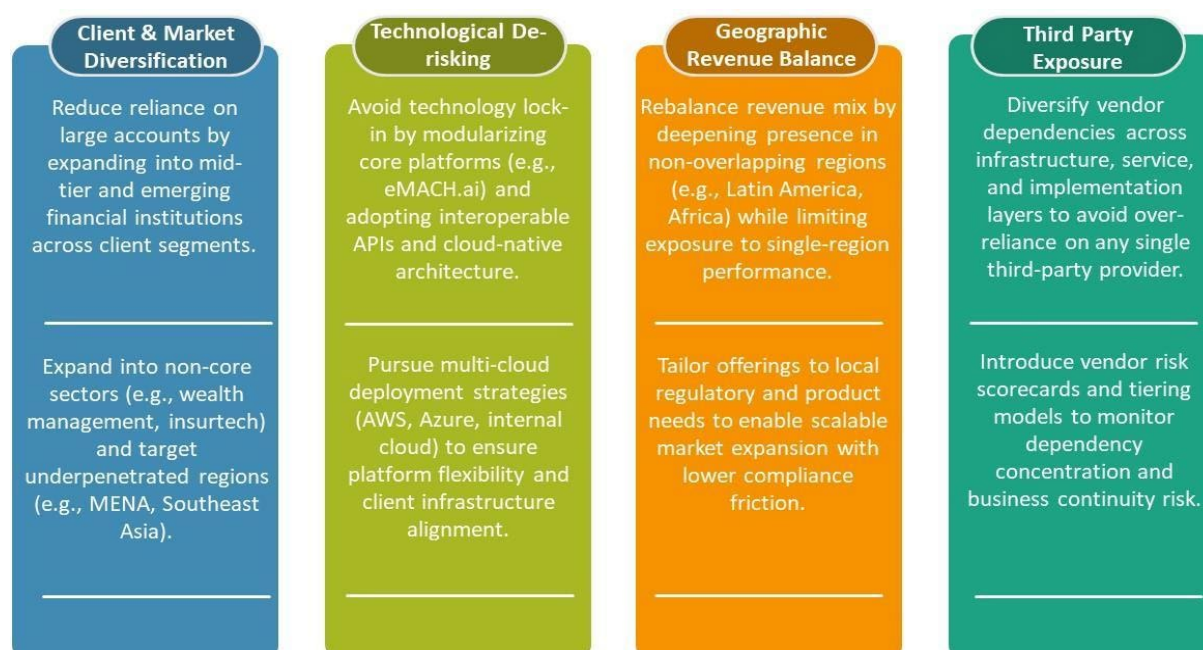 Client & Market
Diversification
Reduce reliance on
large accounts by
expanding into mid-
tier and emerging
financial institutions
across client segments.
Expand into non-core
sectors (e.g., wealth
management, insurtech)
and target
underpenetrated regions
(e.g., MENA, Southeast
Asia).
Technological De-
risking
Avoid technology lock-
in by modularizing
core platforms (e.g.,
eMACH.ai) and
adopting interoperable
APIs and cloud-native
architecture.
Pursue multi-cloud
deployment strategies
(AWS, Azure, internal
cloud) to ensure
platform flexibility and
client infrastructure
alignment.
Geographic
Revenue Balance
Rebalance revenue mix by
deepening presence in
non-overlapping regions
(e.g., Latin America,
Africa) while limiting
exposure to single-region
performance.
Tailor offerings to local
regulatory and product
needs to enable scalable
market expansion with
lower compliance
friction.
Third Party
Exposure
Diversify vendor
dependencies across
infrastructure, service,
and implementation
layers to avoid over-
reliance on any single
third-party provider.
Introduce vendor risk
scorecards and tiering
models to monitor
dependency
concentration and
business continuity risk.